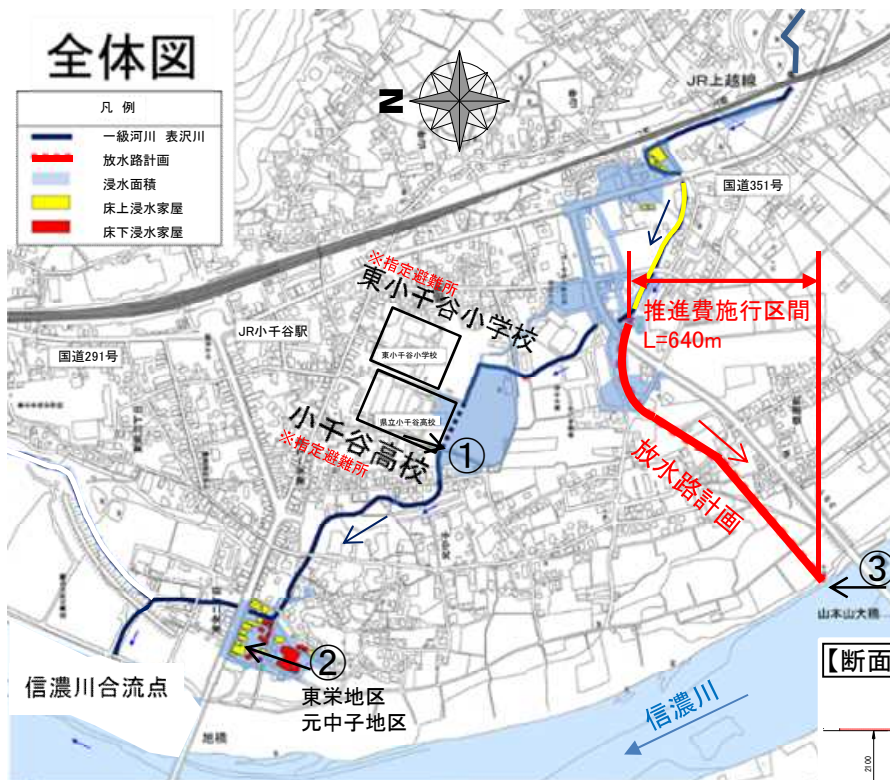 全体図
凡 例
一級河川 表沢川
放水路計画
浸水面積
床上浸水家屋
床下浸水家屋
N
JR上越線
国道351号
※指定避難所
東小千谷小学校
東小千谷小学校
JR小千谷駅
国道291号
推進費施行区間
L=640m
県立小千谷高校
小千谷高校
※指定避難所
①
放水路計画
③
山本山大橋
②
東栄地区
元中子地区
信濃川合流点
旭橋
信濃川
【断面
2100